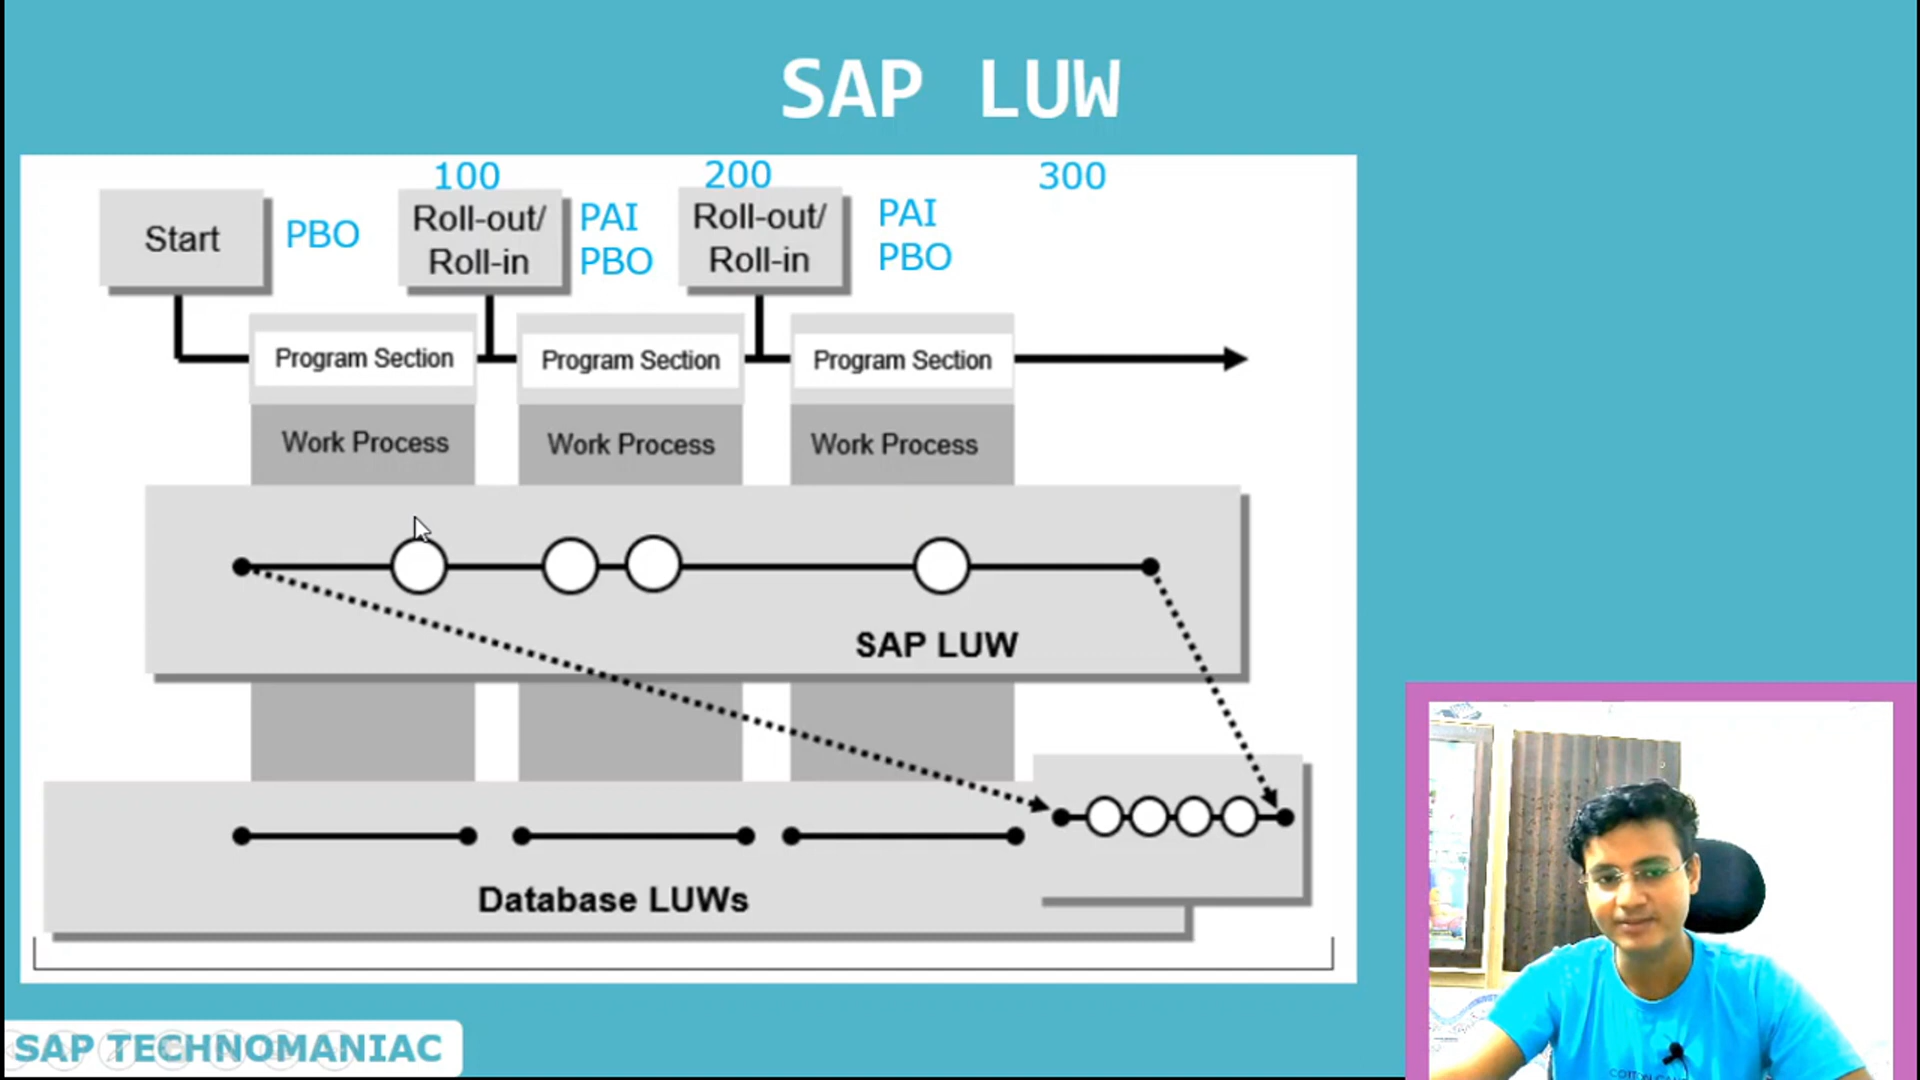 SAP LUW
100
200
300
Start
PBO
Roll-out/
Roll-in
PAI
PBO
Roll-out/
Roll-in
PAI
PBO
Program Section
Program Section
Program Section
Work Process
Work Process
Work Process
SAP LUW
Database LUWs
SAP TECHNOMANIAC